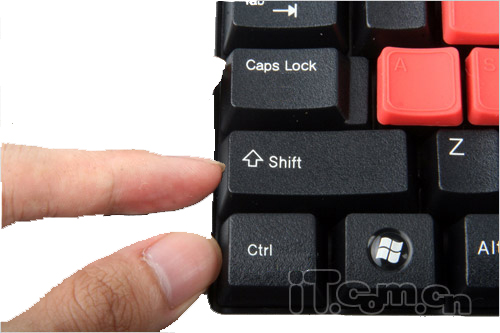 Tab
Caps Lock
A
S
Shift
Z
Ctrl
Alt
iT.com.cn